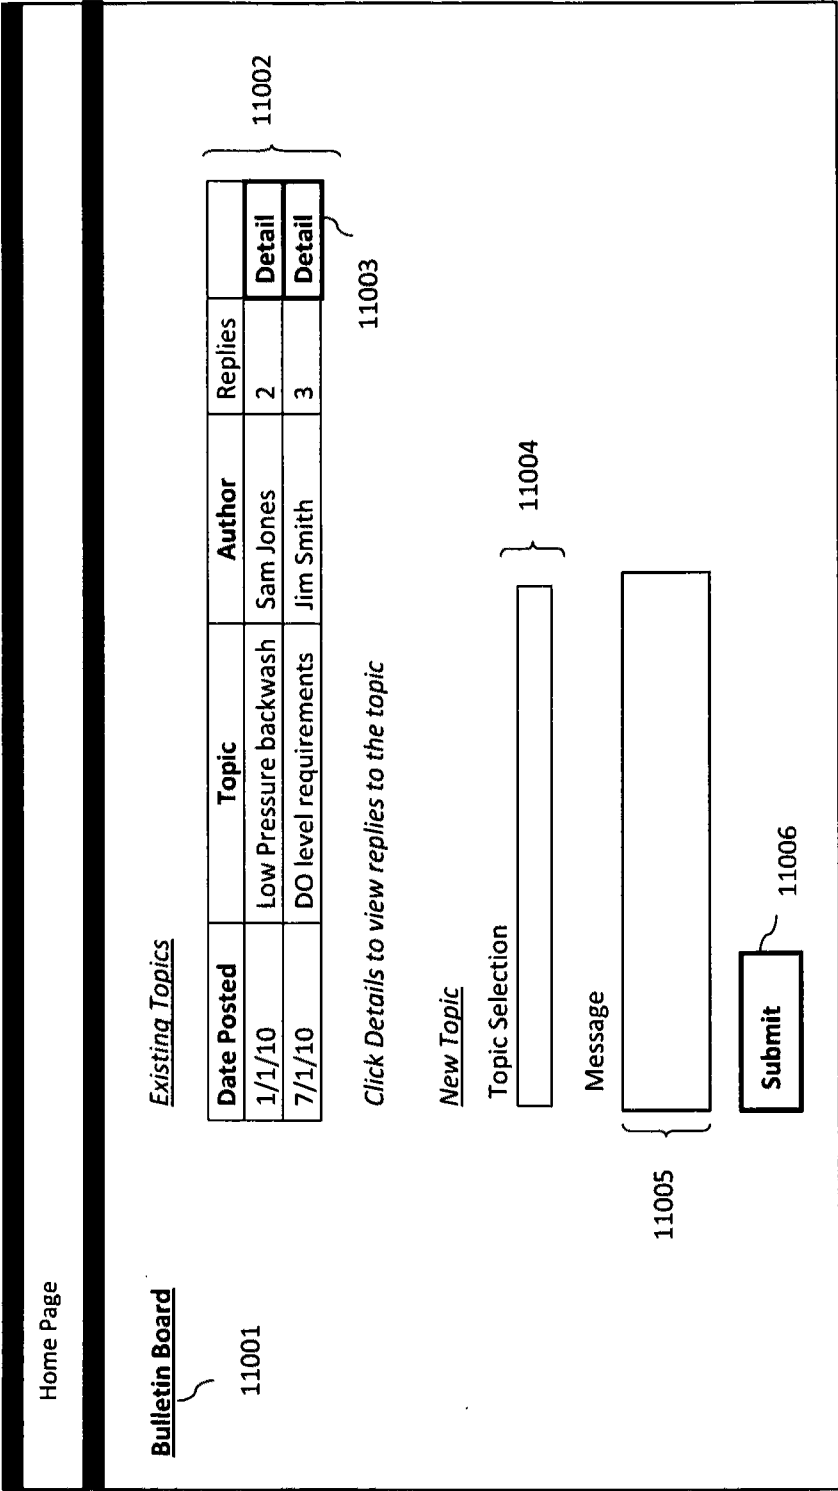 Home Page
Bulletin Board
11001
Existing Topics
Date Posted Topic Author Replies
1/1/10 Low Pressure backwash Sam Jones 2 Detail
7/1/10 DO level requirements Jim Smith 3 Detail
11002
11003
Click Details to view replies to the topic
New Topic
Topic Selection
11004
Message
11005
Submit
11006